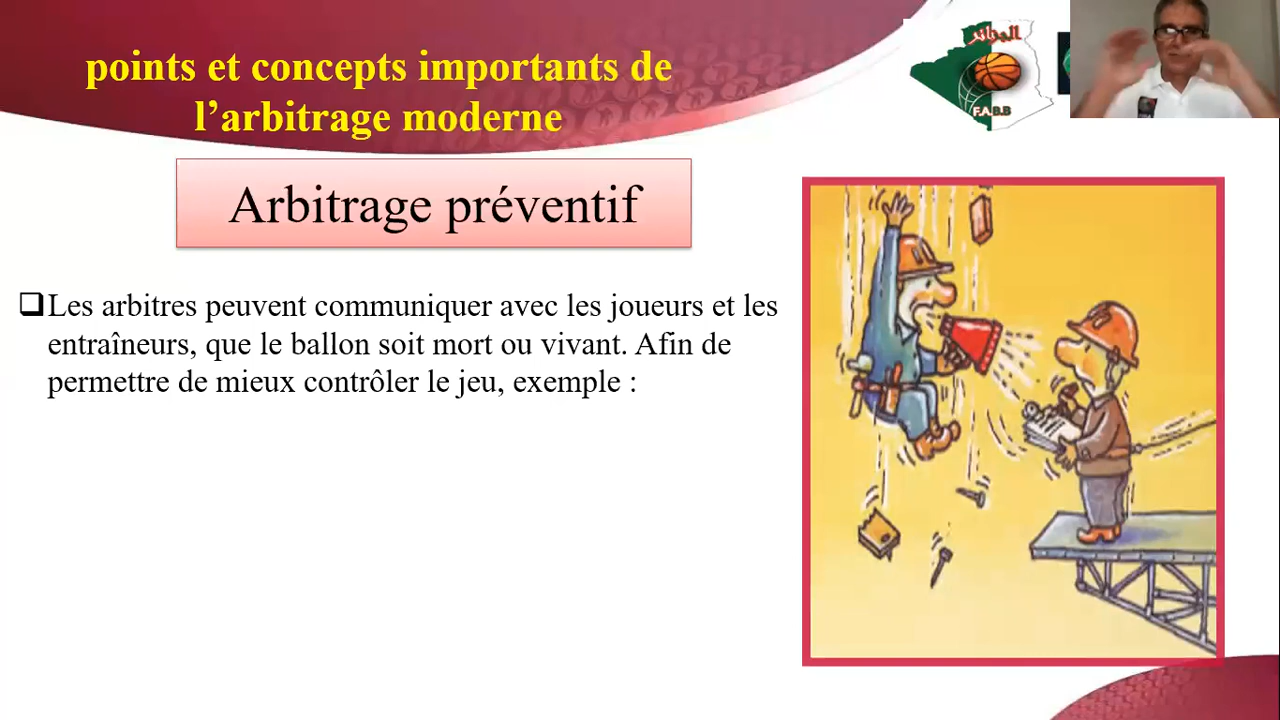 points et concepts importants de
l’arbitrage moderne
الجزائر
F.A.B.B
Arbitrage préventif
❑Les arbitres peuvent communiquer avec les joueurs et les
entraîneurs, que le ballon soit mort ou vivant. Afin de
permettre de mieux contrôler le jeu, exemple :